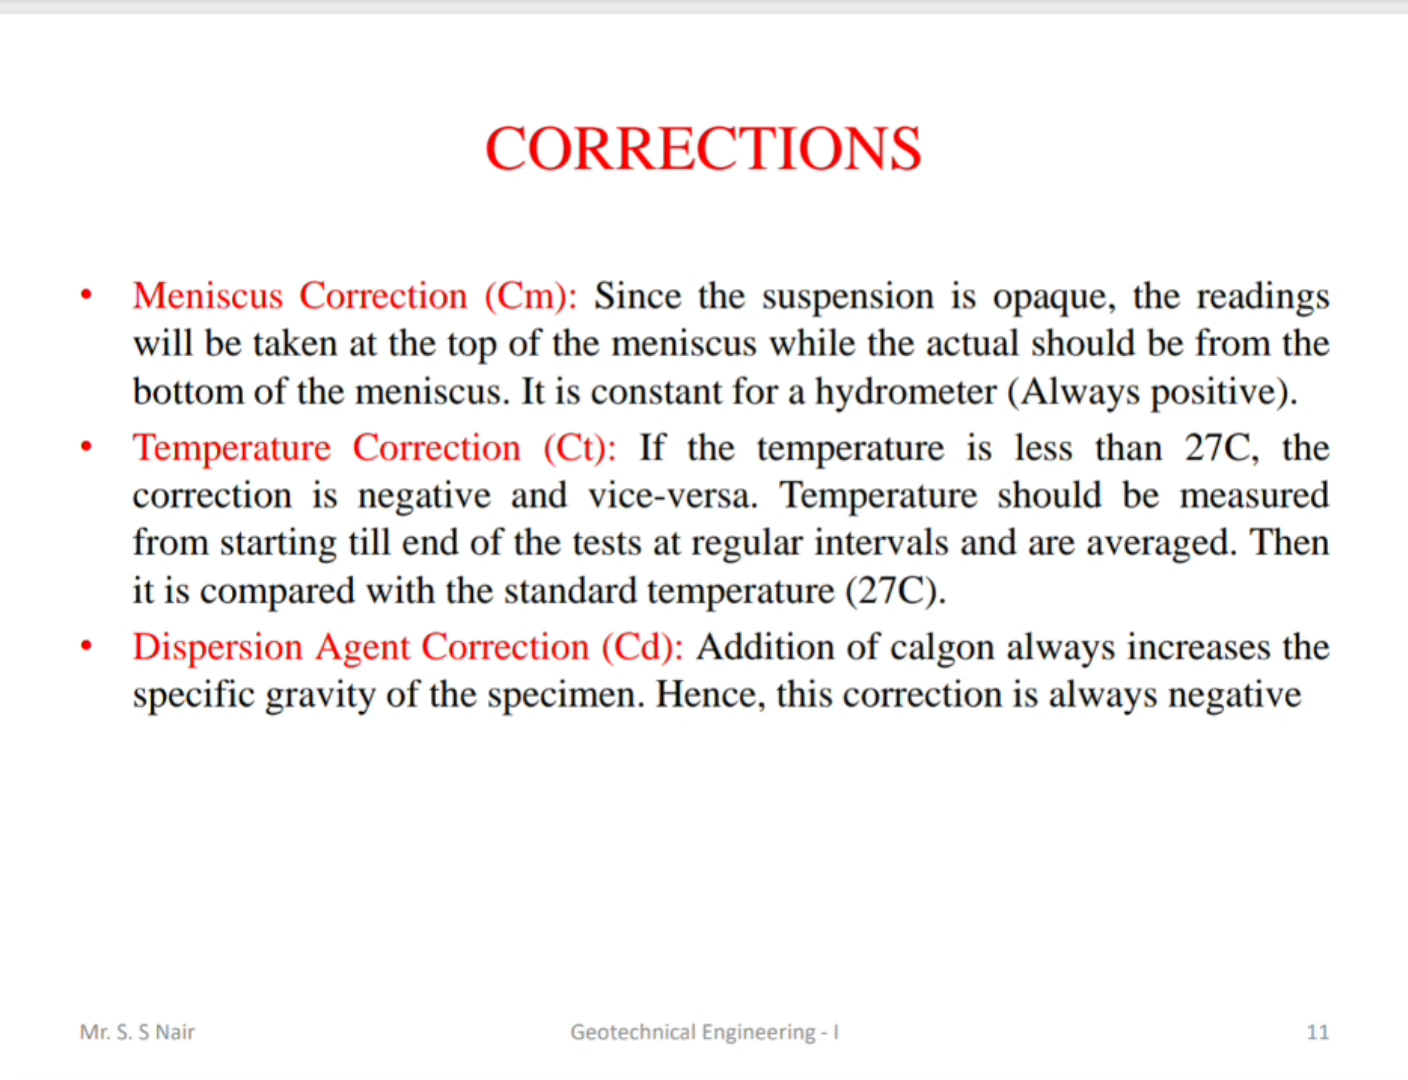 CORRECTIONS
• Meniscus Correction (Cm): Since the suspension is opaque, the readings
will be taken at the top of the meniscus while the actual should be from the
bottom of the meniscus. It is constant for a hydrometer (Always positive).
• Temperature Correction (Ct): If the temperature is less than 27C, the
correction is negative and vice-versa. Temperature should be measured
from starting till end of the tests at regular intervals and are averaged. Then
it is compared with the standard temperature (27C).
• Dispersion Agent Correction (Cd): Addition of calgon always increases the
specific gravity of the specimen. Hence, this correction is always negative
Mr. S. S Nair
Geotechnical Engineering - I
11